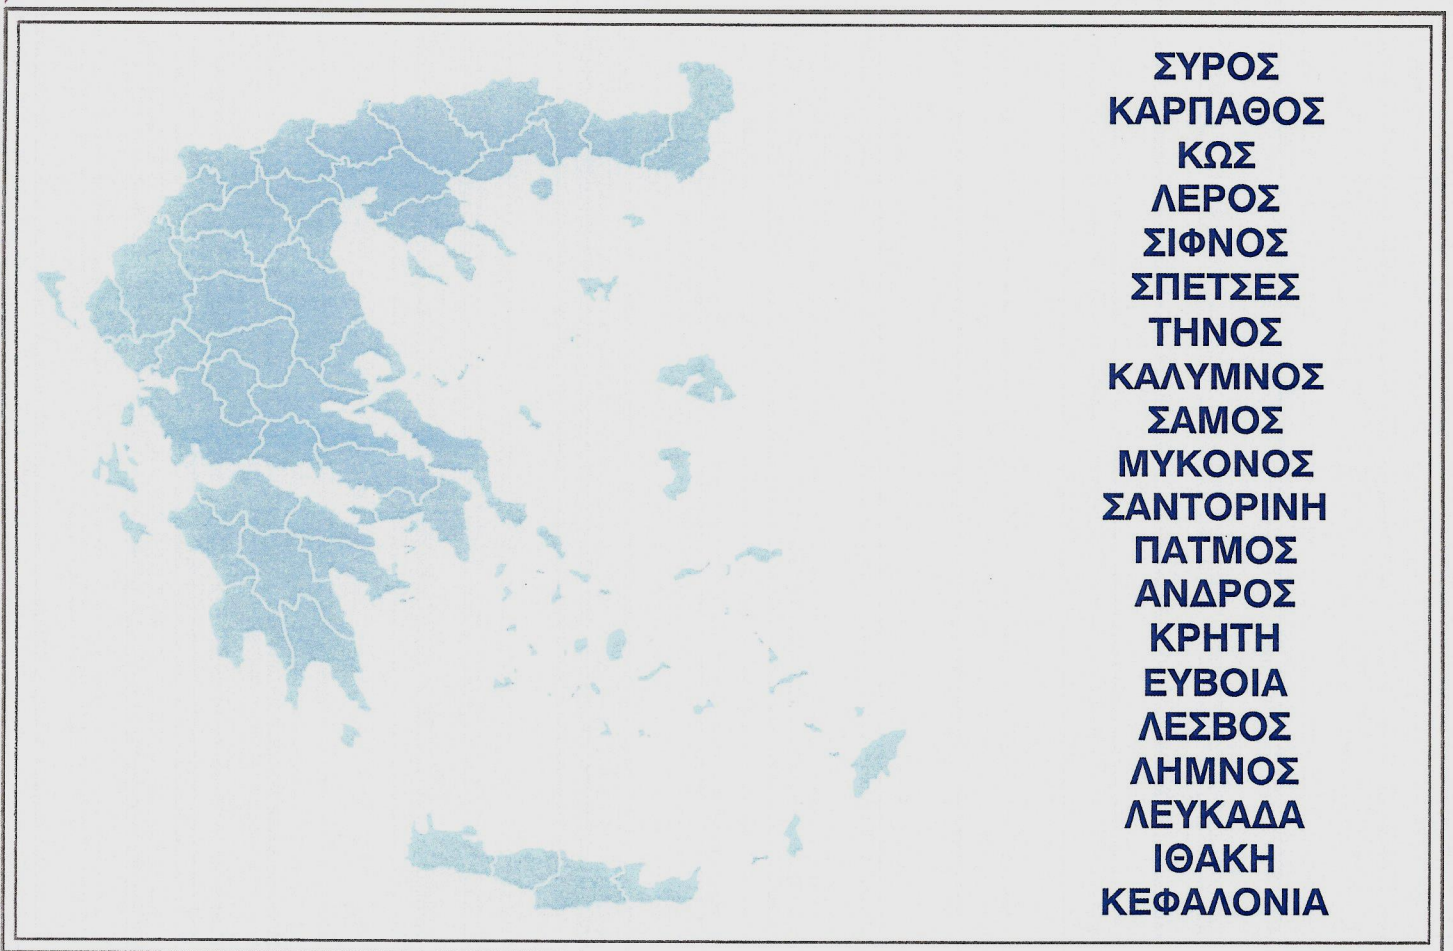 ΣΥΡΟΣ
ΚΑΡΠΑΘΟΣ
ΚΩΣ
ΛΕΡΟΣ
ΣΙΦΝΟΣ
ΣΠΕΤΣΕΣ
ΤΗΝΟΣ
ΚΑΛΥΜΝΟΣ
ΣΑΜΟΣ
ΜΥΚΟΝΟΣ
ΣΑΝΤΟΡΙΝΗ
ΠΑΤΜΟΣ
ΑΝΔΡΟΣ
ΚΡΗΤΗ
ΕΥΒΟΙΑ
ΛΕΣΒΟΣ
ΛΗΜΝΟΣ
ΛΕΥΚΑΔΑ
ΙΘΑΚΗ
ΚΕΦΑΛΟΝΙΑ